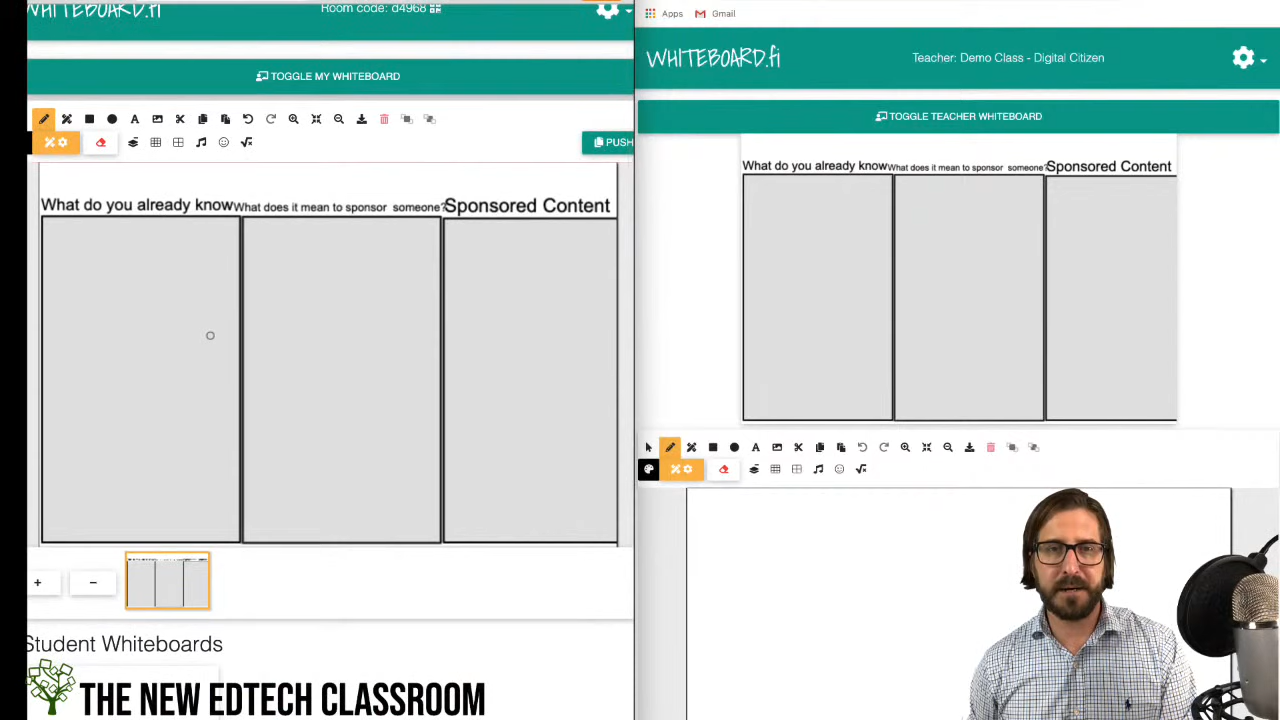 WHITEBOARD.fi
Room code: d4968
TOGGLE MY WHITEBOARD
PUSH
What do you already know
What does it mean to sponsor someone?
Sponsored Content
Student Whiteboards
THE NEW EDTECH CLASSROOM
Apps
Gmail
WHITEBOARD.fi
Teacher: Demo Class - Digital Citizen
TOGGLE TEACHER WHITEBOARD
What do you already know
What does it mean to sponsor someone?
Sponsored Content